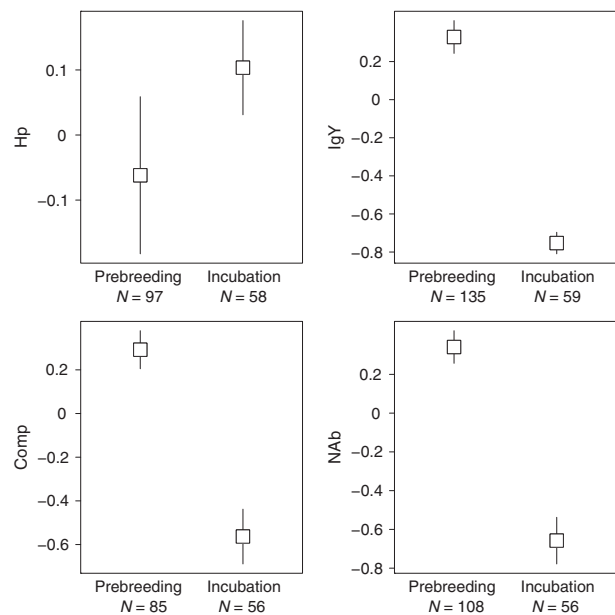 Hp
0.1
0
−0.1
Prebreeding Incubation
N = 97 N = 58
IgY
0.2
0
−0.2
−0.4
−0.6
−0.8
Prebreeding Incubation
N = 135 N = 59
Comp
0.2
0
−0.2
−0.4
−0.6
Prebreeding Incubation
N = 85 N = 56
NAb
0.2
0
−0.2
−0.4
−0.6
−0.8
Prebreeding Incubation
N = 108 N = 56